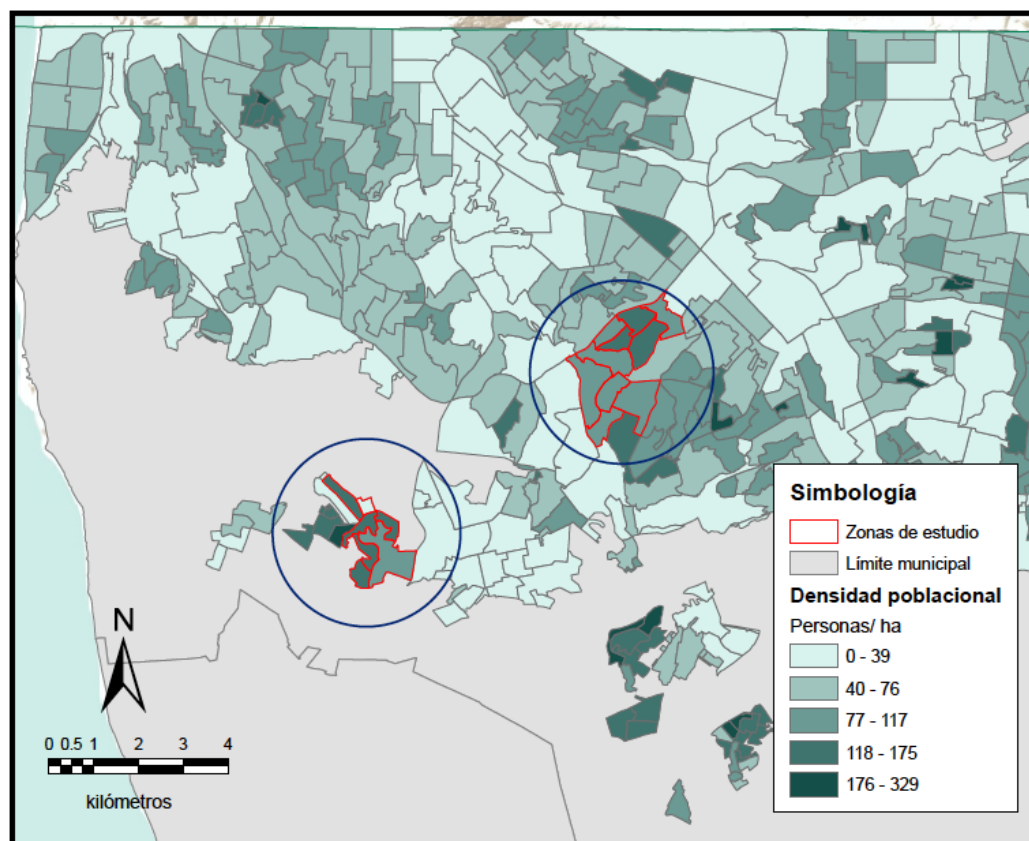 Simbología
Zonas de estudio
Límite municipal
Densidad poblacional
Personas/ ha
0 - 39
40 - 76
77 - 117
118 - 175
176 - 329
N
0 0.5 1 2 3 4
kilómetros